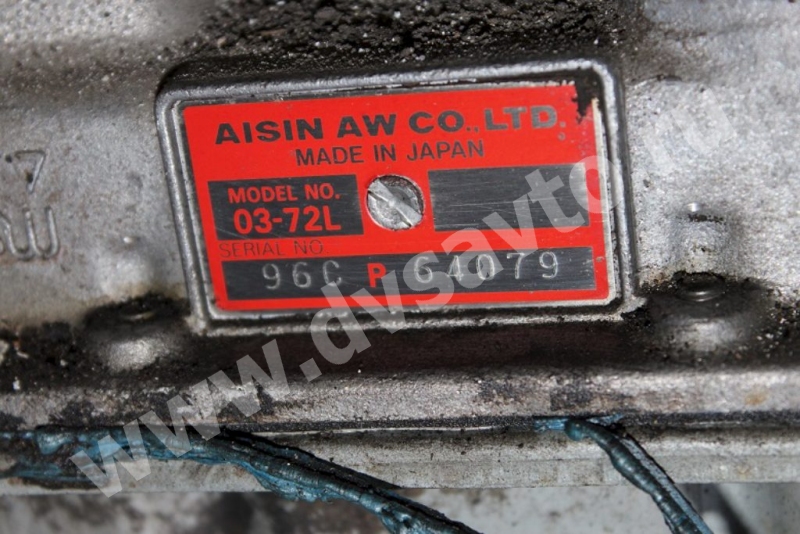 AISIN AW CO., LTD.
MADE IN JAPAN
MODEL NO.
03-72L
SERIAL NO
96C P 64079
www.dvsavto.ru